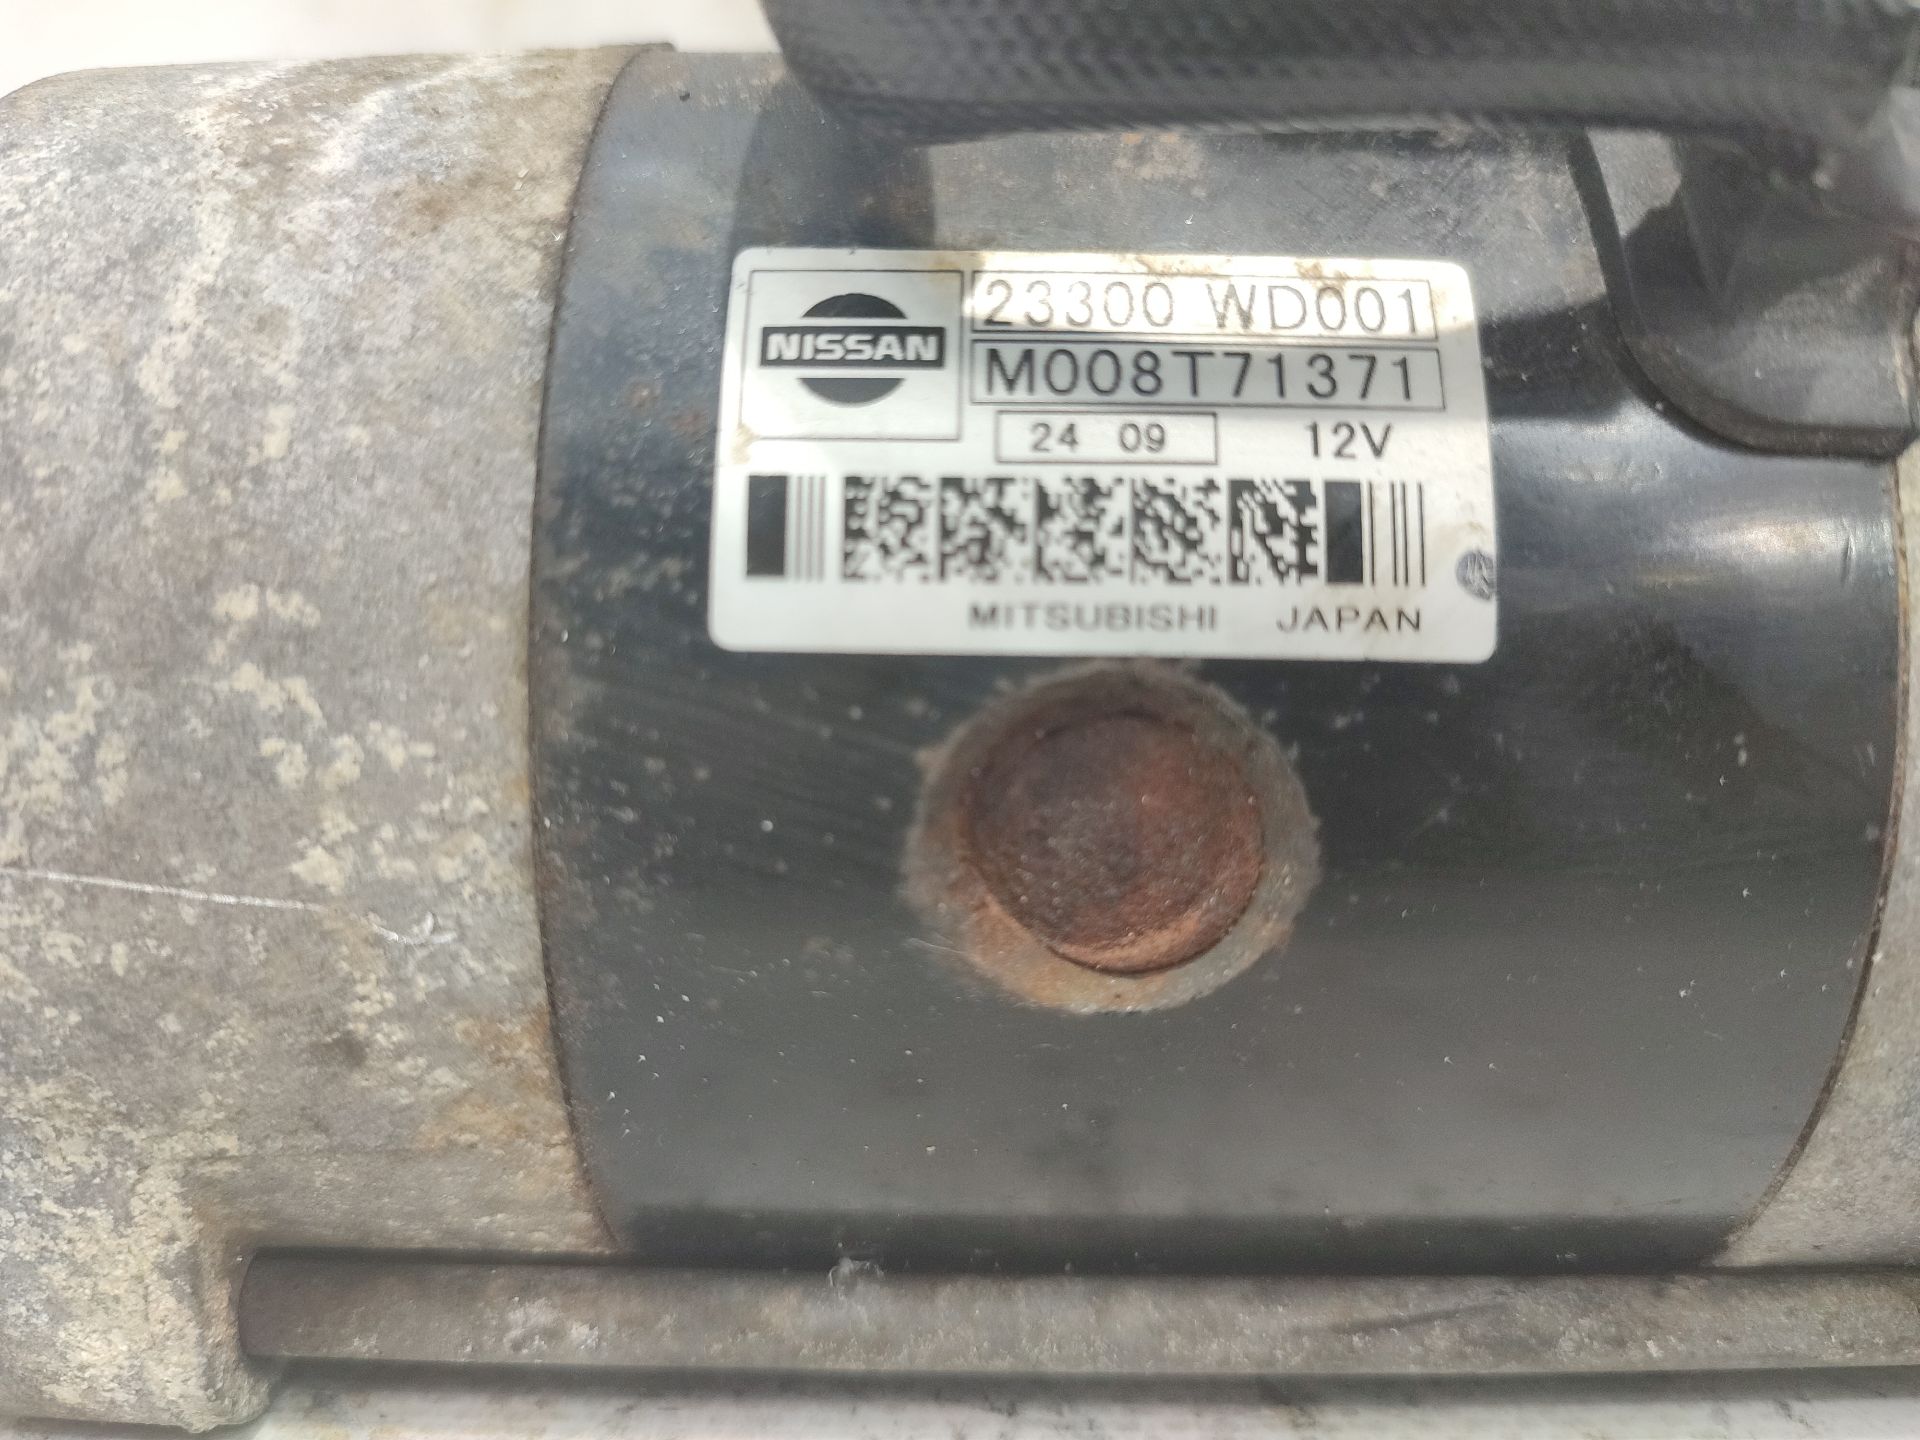 NISSAN
23300 WD001
M008T71371
24 09 12V
MITSUBISHI JAPAN